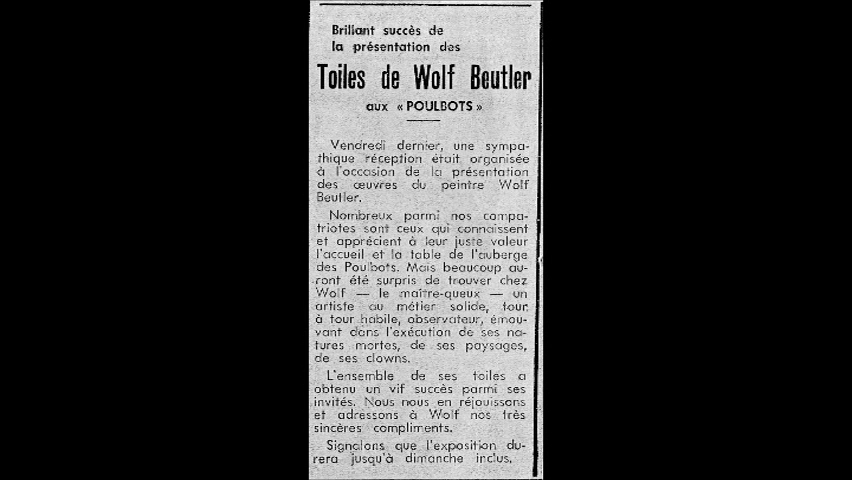 Brillant succès de
la présentation des
Toiles de Wolf Beutler
aux « POULBOTS »
Vendredi dernier, une sympa-
thique réception était organisée
à l'occasion de la présentation
des œuvres du peintre Wolf
Beutler.
Nombreux parmi nos compa-
triotes sont ceux qui connaissent
et apprécient à leur juste valeur
l'accueil et la table de l'auberge
des Poulbots. Mais beaucoup au-
ront été surpris de trouver chez
Wolf — le maître-queux — un
artiste au métier solide, tour
à tour habile, observateur, émou-
vant dans l'exécution de ses na-
tures mortes, de ses paysages,
de ses clowns.
L'ensemble de ses toiles a
obtenu un vif succès parmi ses
invités. Nous nous en réjouissons
et adressons à Wolf nos très
sincères compliments.
Signalons que l'exposition du-
rera jusqu'à dimanche inclus.